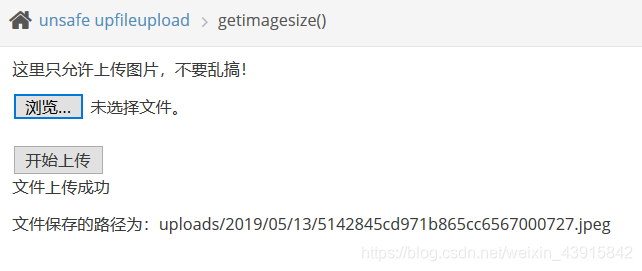 unsafe upfileupload > getimagesize()
这里只允许上传图片，不要乱搞！
浏览... 未选择文件。
开始上传
文件上传成功
文件保存的路径为：uploads/2019/05/13/5142845cd971b865cc6567000727.jpeg
https://blog.csdn.net/weixin_43915842